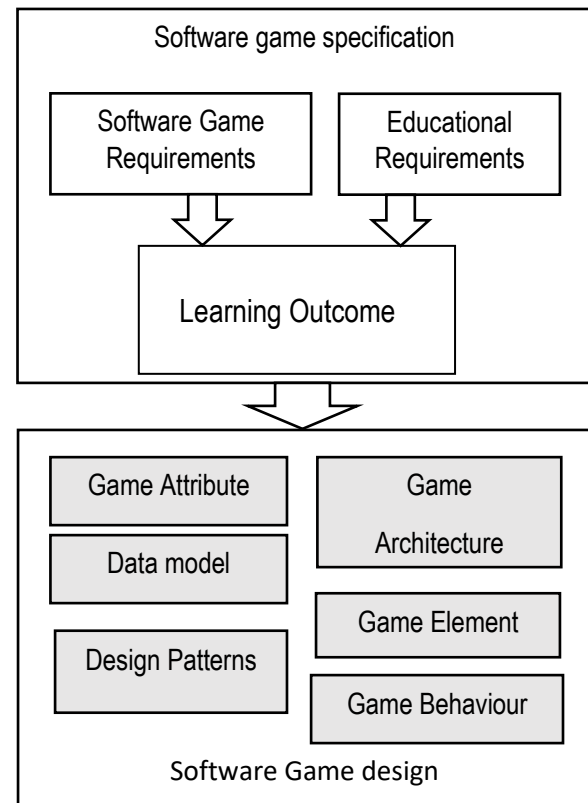 Software game specification
Software Game
Requirements
Educational
Requirements
Learning Outcome
Game Attribute
Data model
Design Patterns
Game
Architecture
Game Element
Game Behaviour
Software Game design